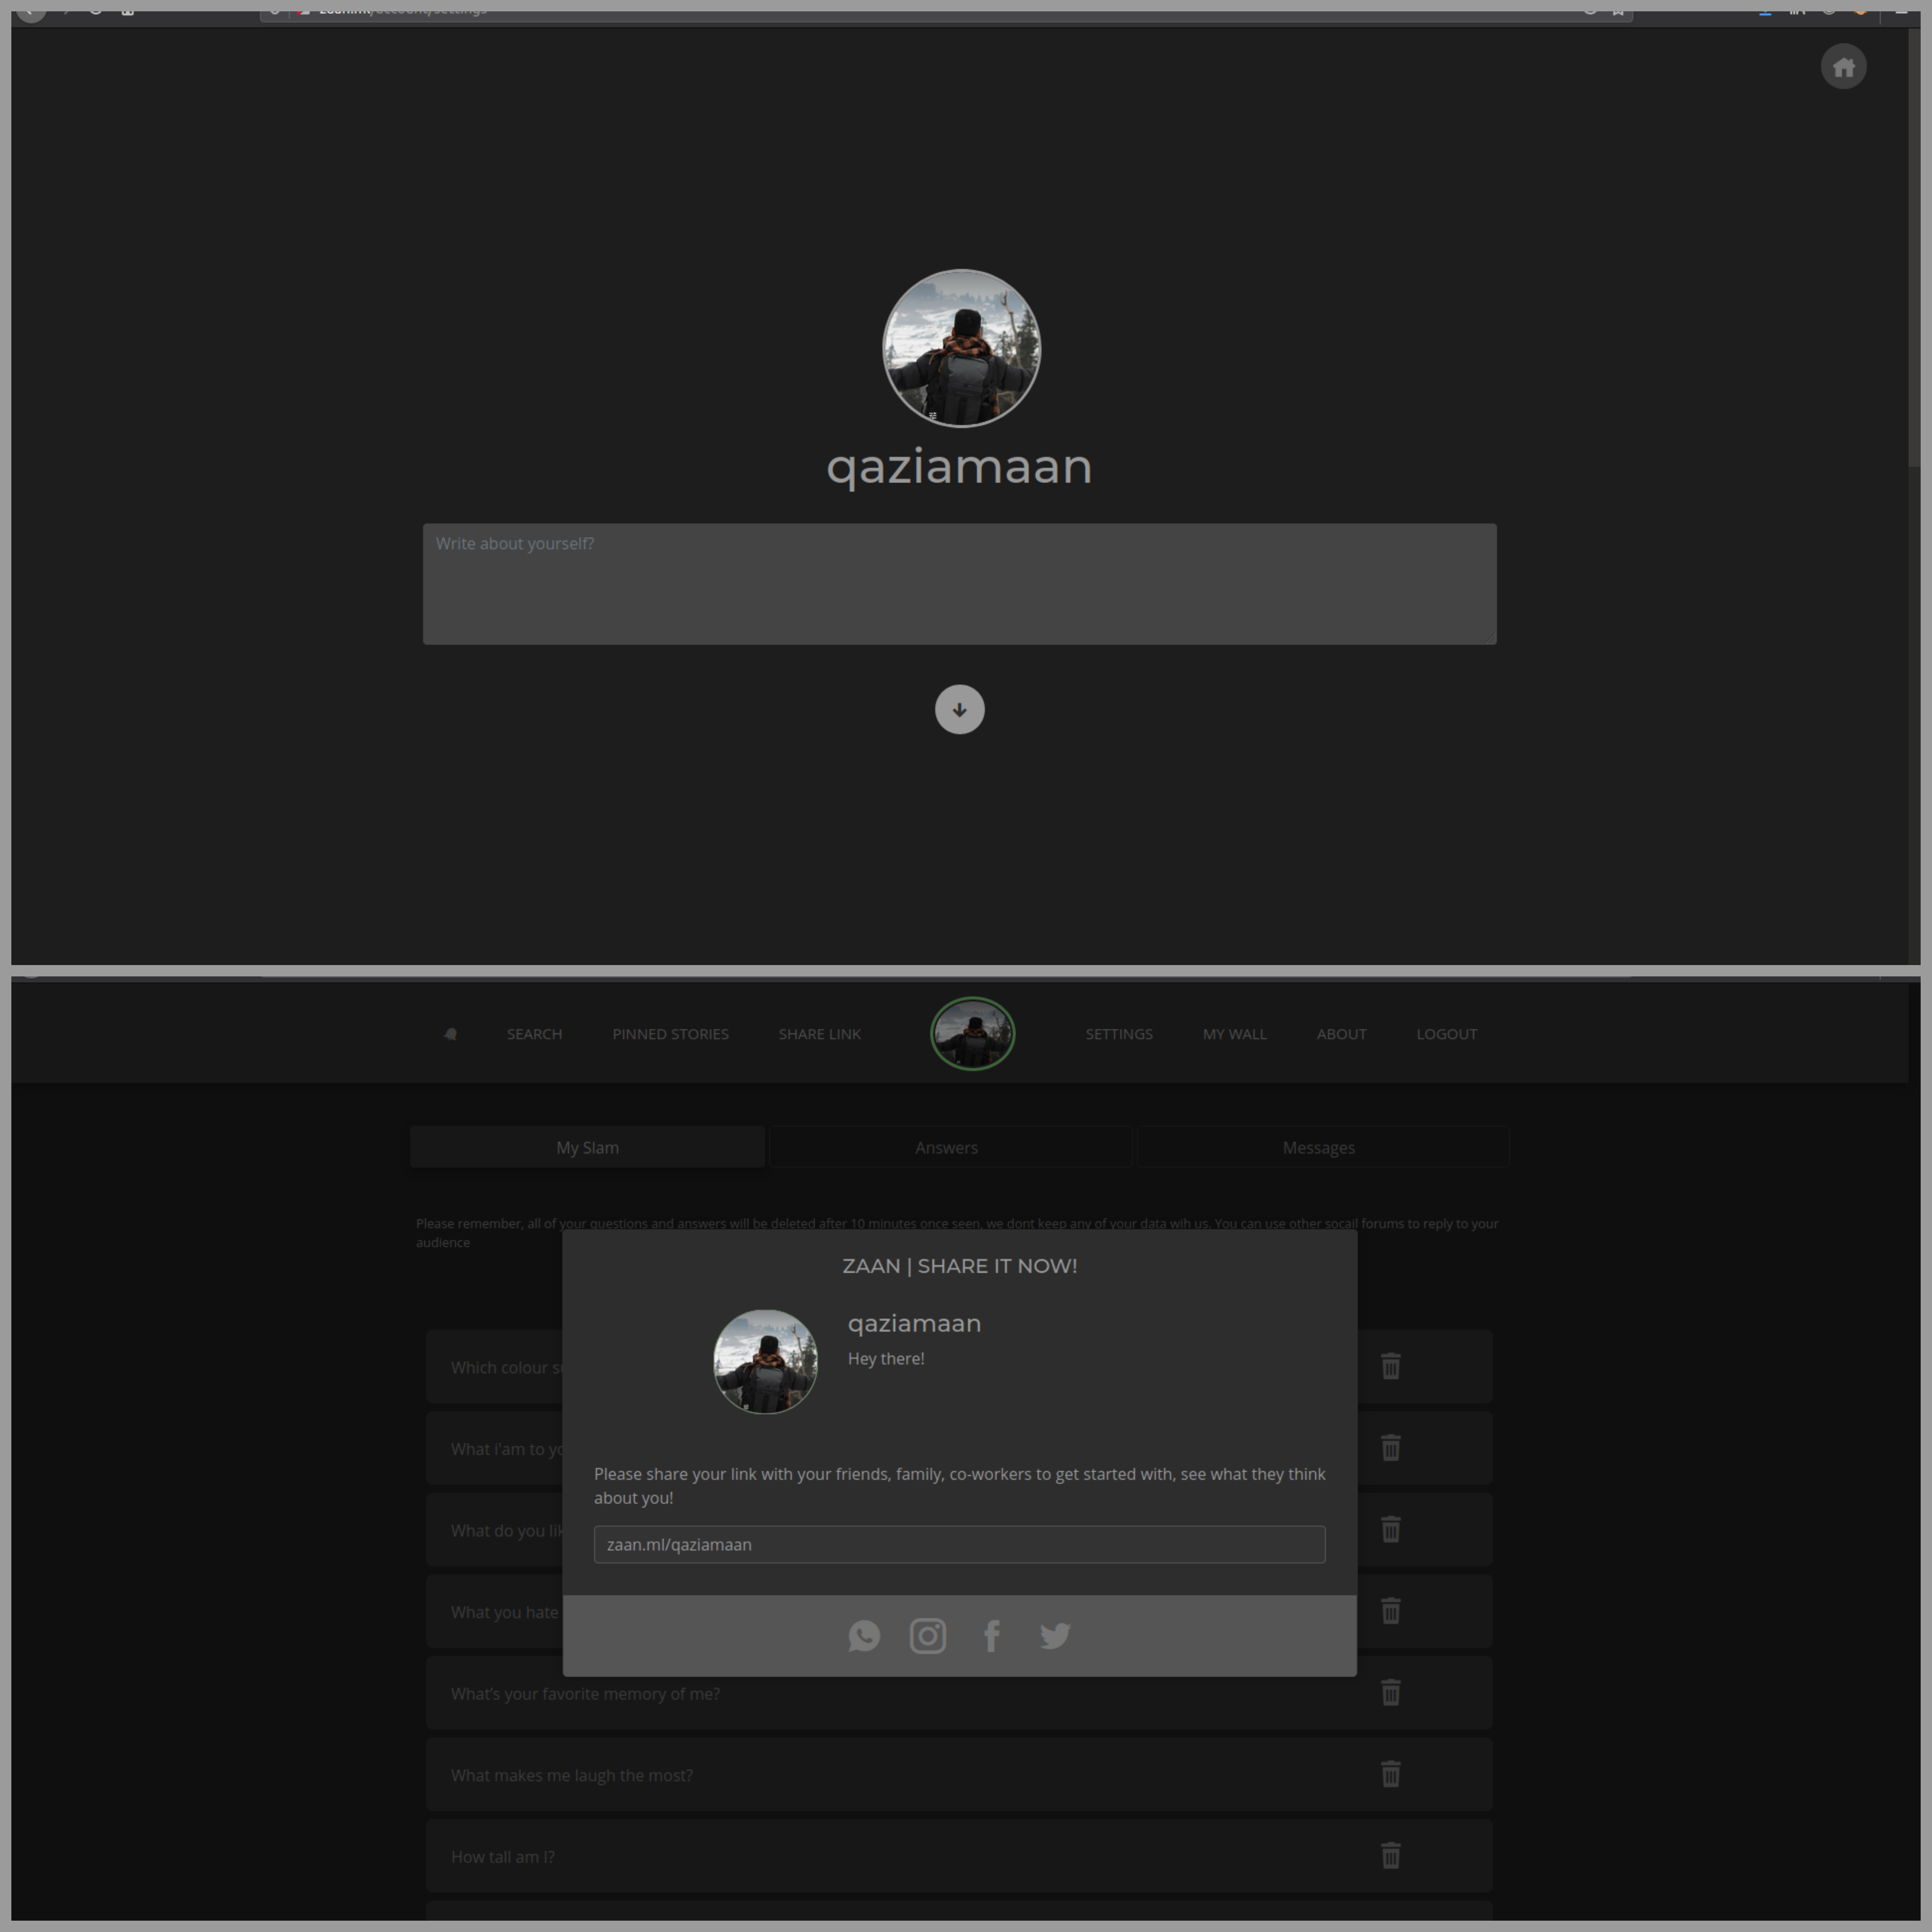 qaziamaan
Write about yourself?
SEARCH PINNED STORIES SHARE LINK SETTINGS MY WALL ABOUT LOGOUT
My Slam Answers Messages
Please remember, all of your questions and answers will be deleted after 10 minutes once seen, we dont keep any of your data wih us. You can use other socail forums to reply to your
audience
ZAAN | SHARE IT NOW!
qaziamaan
Hey there!
Please share your link with your friends, family, co-workers to get started with, see what they think
about you!
zaan.ml/qaziamaan
Which colour
What i'am to
What do you
What you hate
What's your favorite memory of me?
What makes me laugh the most?
How tall am I?